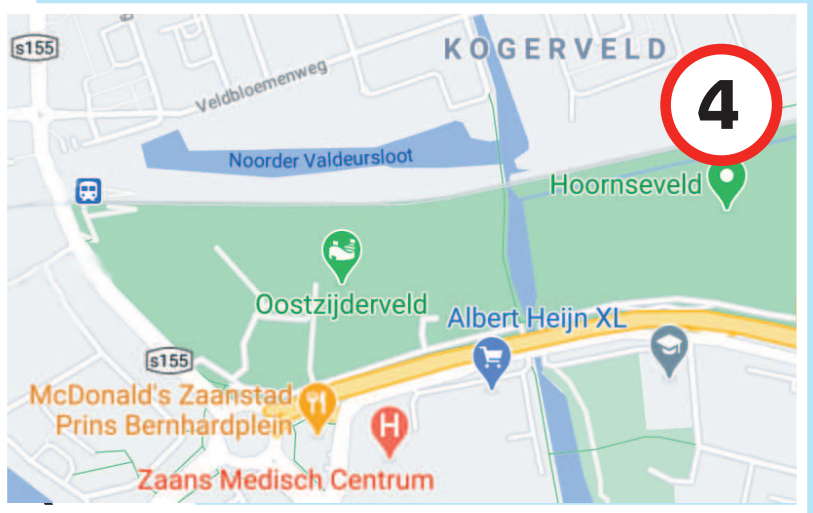 s155
KOGERVELD
4
Veldbloemenweg
Noorder Valdeursloot
Hoornseveld
Oostzijderveld
Albert Heijn XL
s155
McDonald's Zaanstad
Prins Bernhardplein
H
Zaans Medisch Centrum